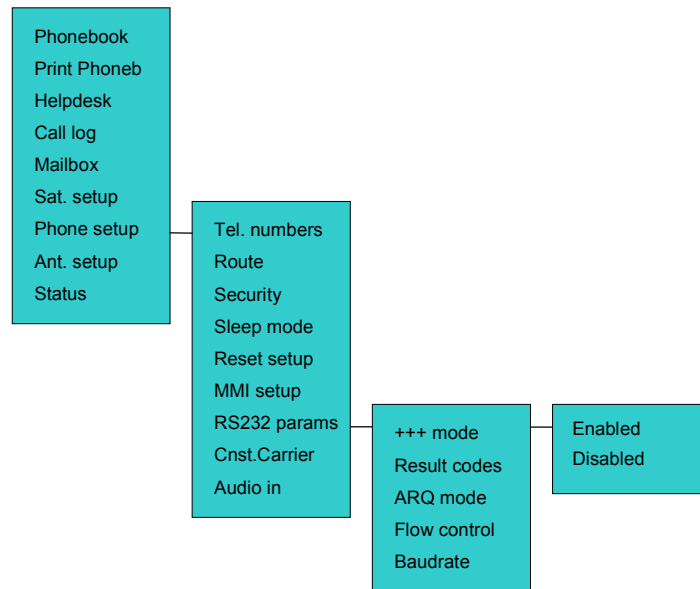 Phonebook
Print Phoneb
Helpdesk
Call log
Mailbox
Sat. setup
Phone setup
Ant. setup
Status
Tel. numbers
Route
Security
Sleep mode
Reset setup
MMI setup
RS232 params
Cnst.Carrier
Audio in
+++ mode
Result codes
ARQ mode
Flow control
Baudrate
Enabled
Disabled